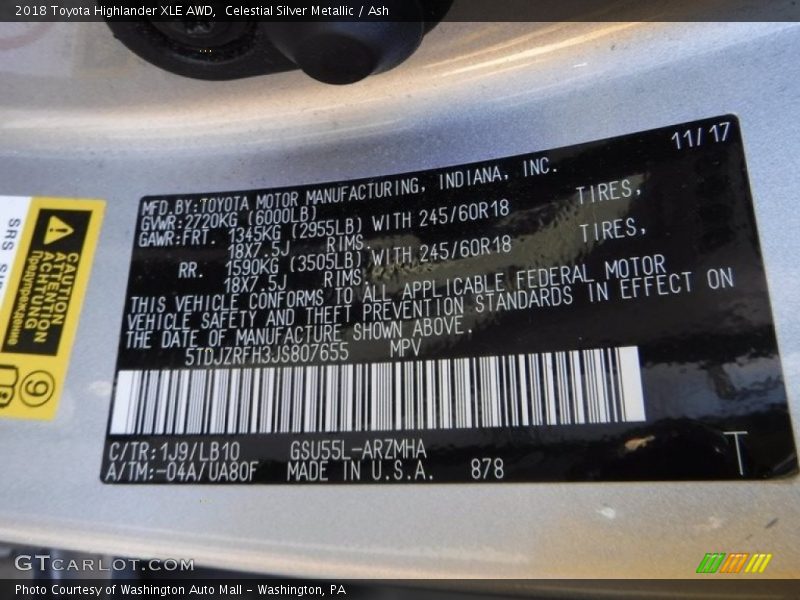 2018 Toyota Highlander XLE AWD,  Celestial Silver Metallic / Ash
11/17
MFD.BY:TOYOTA MOTOR MANUFACTURING, INDIANA, INC.
GVWR:2720KG (6000LB)
GAWR:FRT. 1345KG (2955LB) WITH 245/60R18 TIRES,
18X7.5J RIMS,
RR. 1590KG (3505LB) WITH 245/60R18 TIRES,
18X7.5J RIMS,
THIS VEHICLE CONFORMS TO ALL APPLICABLE FEDERAL MOTOR
VEHICLE SAFETY AND THEFT PREVENTION STANDARDS IN EFFECT ON
THE DATE OF MANUFACTURE SHOWN ABOVE.
5TDJZRFH3JS807655 MPV
C/TR:1J9/LB10 GSU55L-ARZMHA
A/TM:-04A/UA80F MADE IN U.S.A. 878
T
SRS
CAUTION
ATTENTION
ACHTUNG
9
GTCARLOT.COM
Photo Courtesy of Washington Auto Mall - Washington, PA